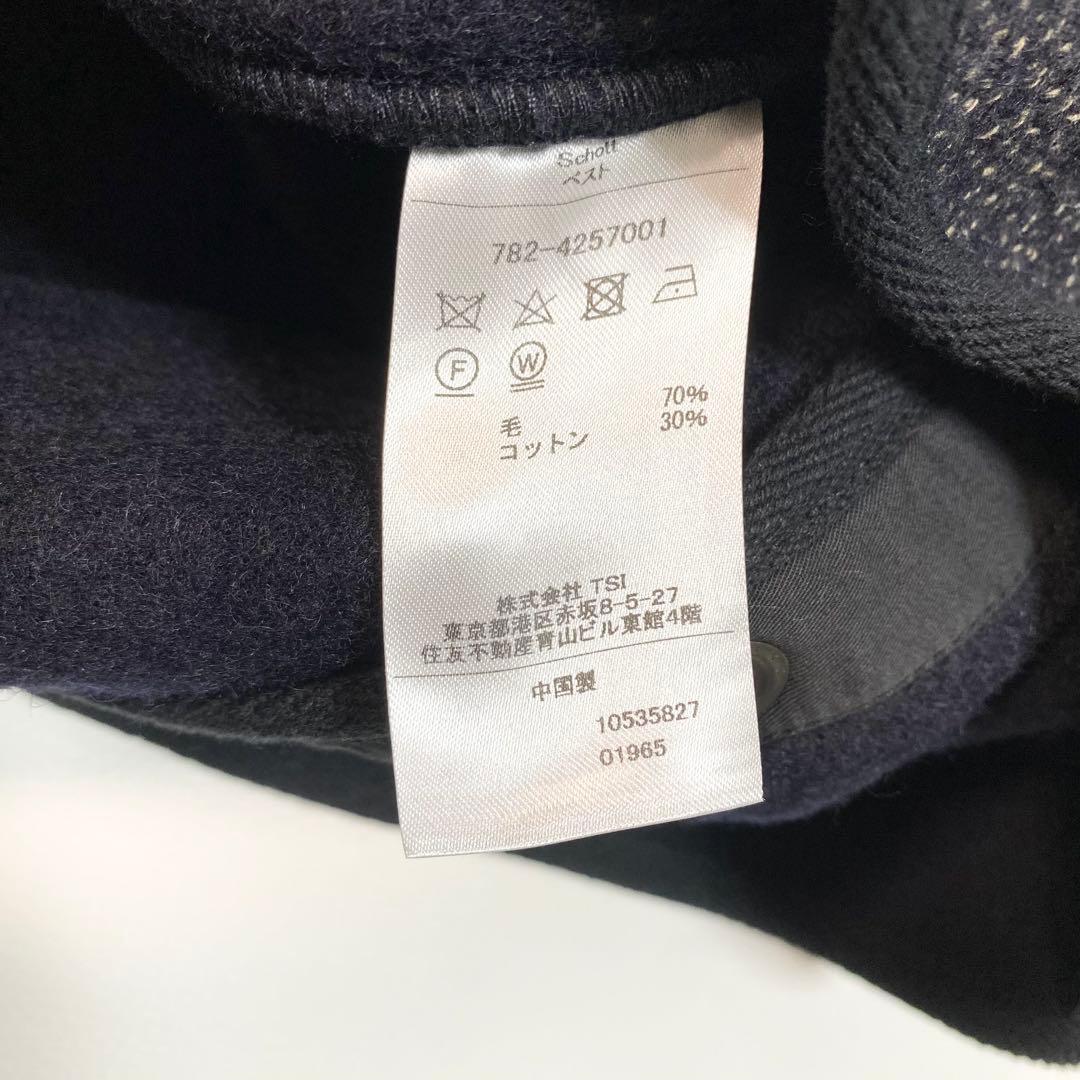 Schott
ベスト
782-4257001
F W
毛 70%
コットン 30%
株式会社 TSI
東京都港区赤坂8-5-27
住友不動産青山ビル東館4階
中国製
10535827
01965